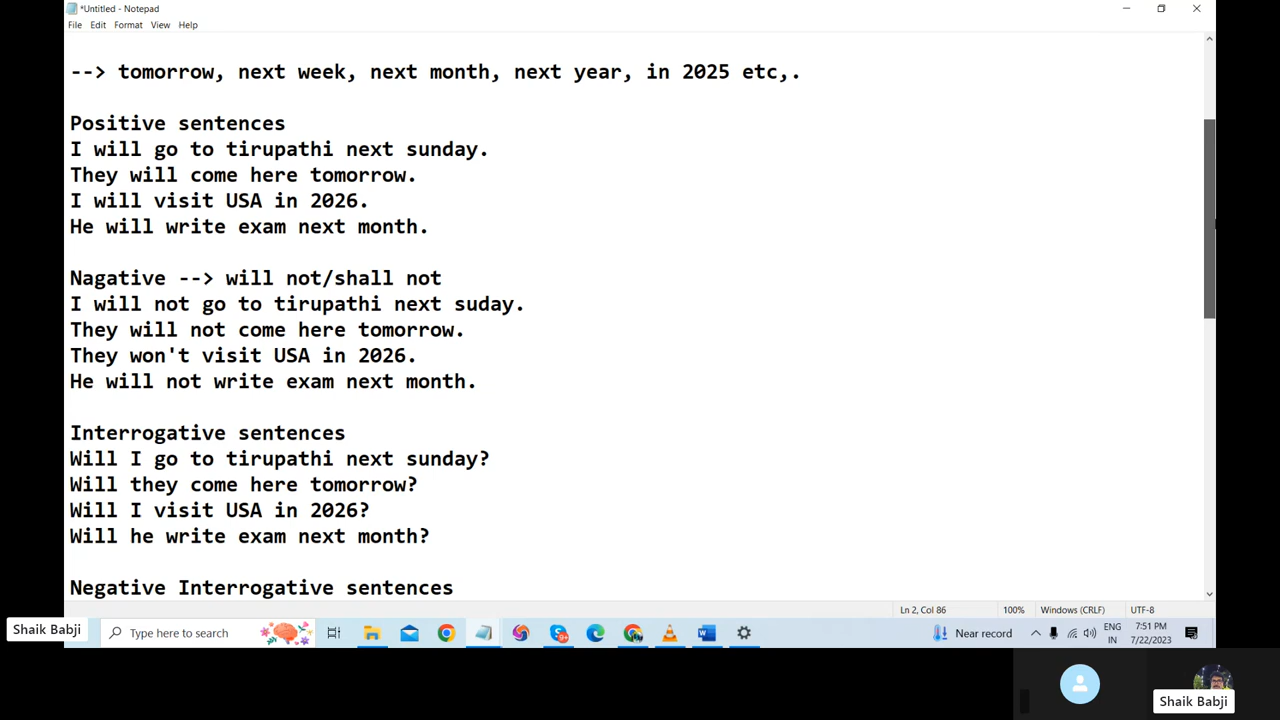 *Untitled - Notepad
File Edit Format View Help
--> tomorrow, next week, next month, next year, in 2025 etc,.
Positive sentences
I will go to tirupathi next sunday.
They will come here tomorrow.
I will visit USA in 2026.
He will write exam next month.
Nagative --> will not/shall not
I will not go to tirupathi next suday.
They will not come here tomorrow.
They won't visit USA in 2026.
He will not write exam next month.
Interrogative sentences
Will I go to tirupathi next sunday?
Will they come here tomorrow?
Will I visit USA in 2026?
Will he write exam next month?
Negative Interrogative sentences
Ln 2, Col 86 100% Windows (CRLF) UTF-8
Shaik Babji
Type here to search
Near record
ENG
IN
7:51 PM
7/22/2023
Shaik Babji